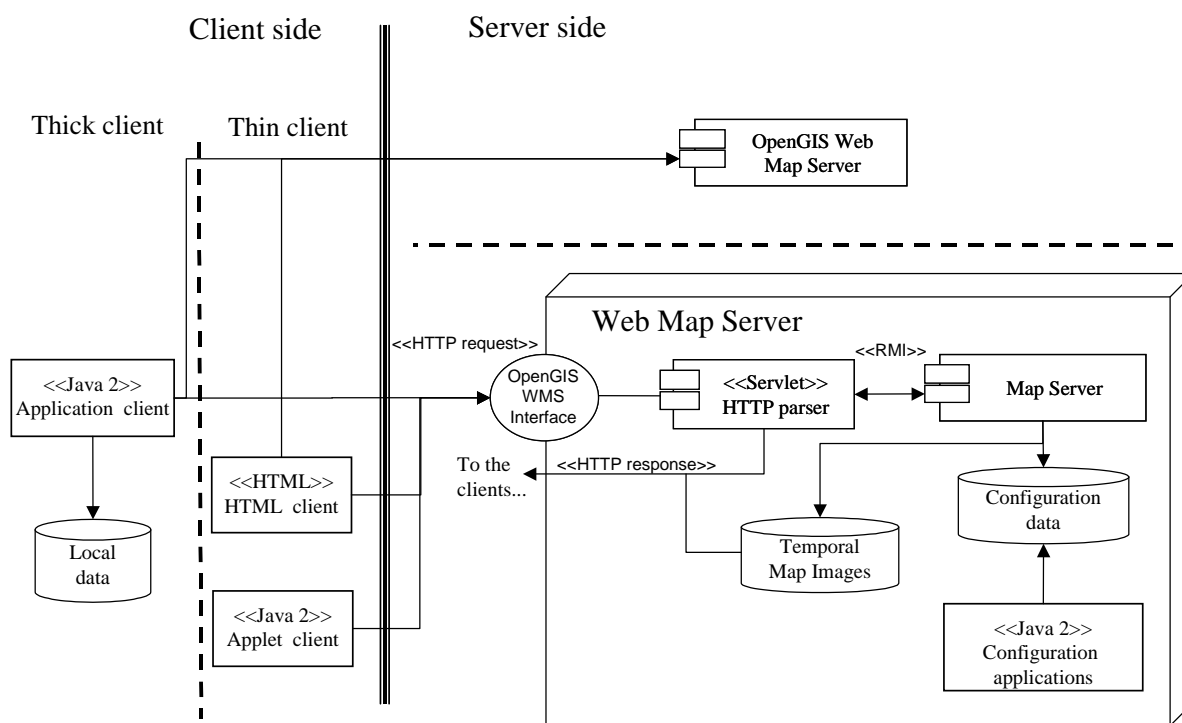 Client side
Server side
Thick client
Thin client
OpenGIS Web
Map Server
Web Map Server
<<HTTP request>>
<<RMI>>
<<Java 2>>
Application client
OpenGIS
WMS
Interface
<<Servlet>>
HTTP parser
Map Server
To the
clients...
<<HTTP response>>
<<HTML>>
HTML client
Configuration
data
Local
data
Temporal
Map Images
<<Java 2>>
Applet client
<<Java 2>>
Configuration
applications